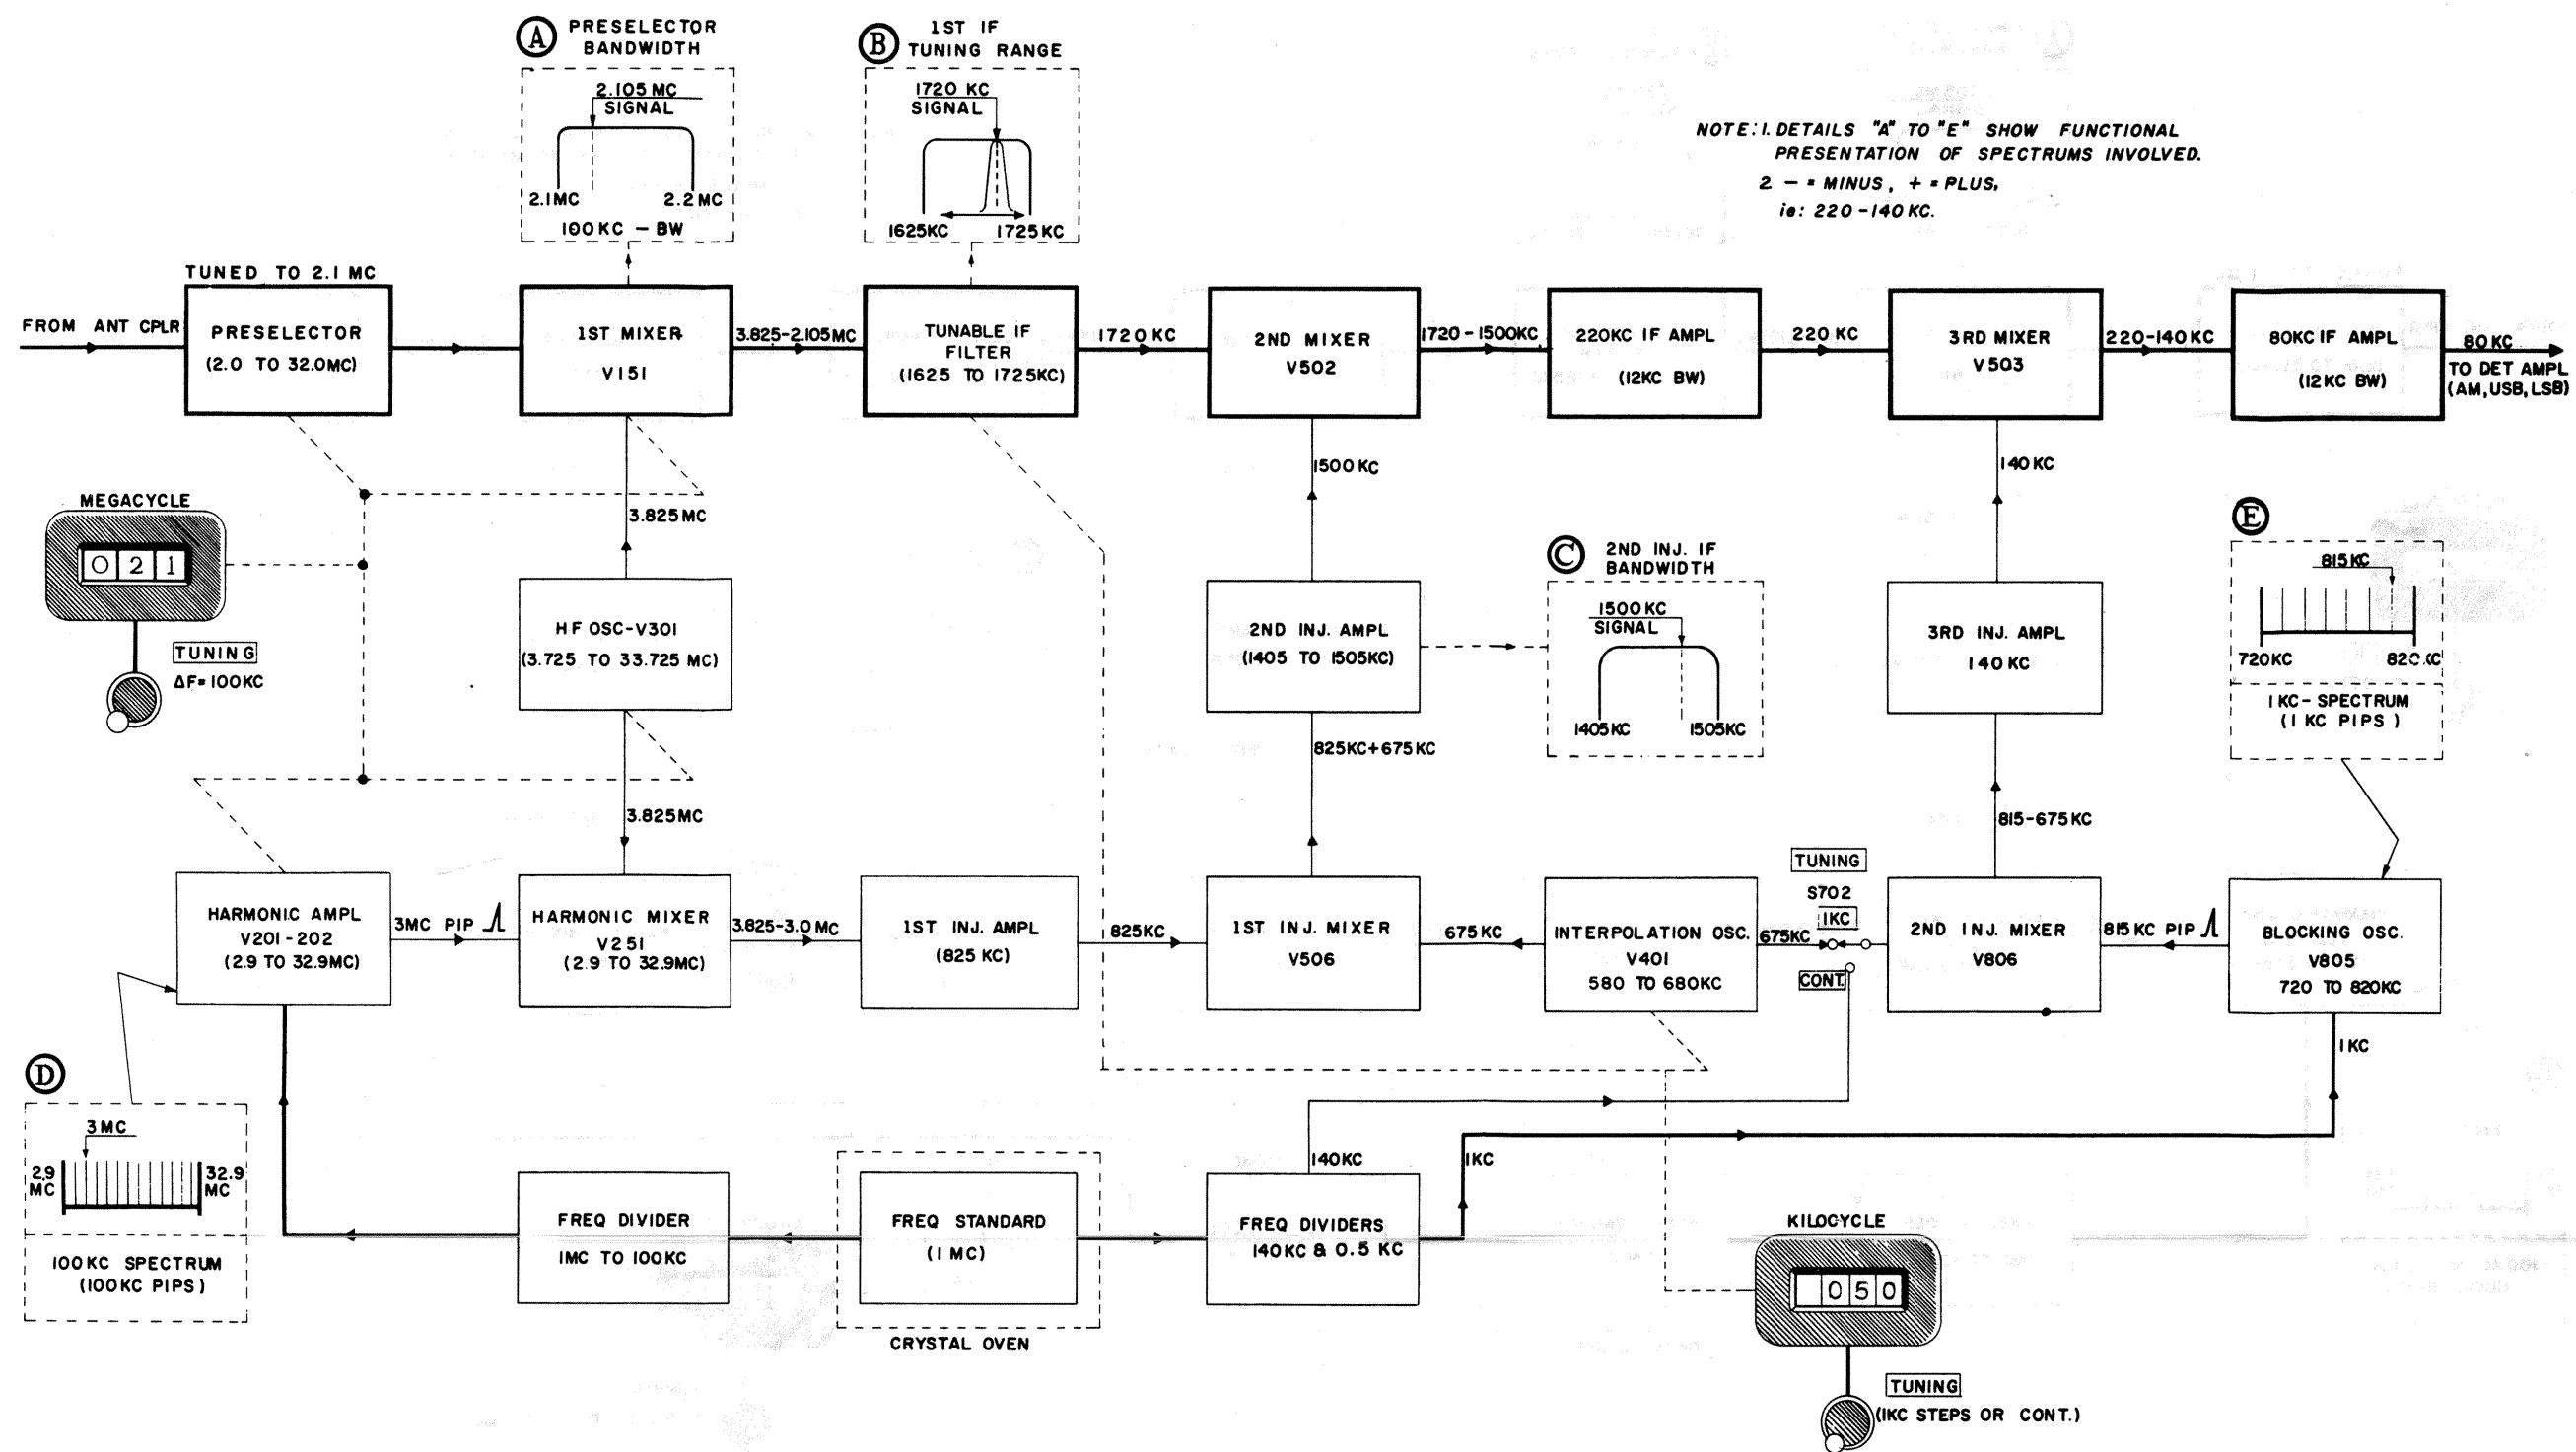 A
PRESELECTOR
BANDWIDTH
2.105 MC
SIGNAL
2.1MC
2.2 MC
100KC - BW
B
1ST IF
TUNING RANGE
1720 KC
SIGNAL
1625KC
1725KC
NOTE: 1. DETAILS "A" TO "E" SHOW FUNCTIONAL
PRESENTATION OF SPECTRUMS INVOLVED.
2 - = MINUS, + = PLUS,
ie: 220-140 KC.
TUNED TO 2.1 MC
FROM ANT CPLR
PRESELECTOR
(2.0 TO 32.0MC)
1ST MIXER
V151
3.825-2.105MC
TUNABLE IF
FILTER
(1625 TO 1725KC)
1720 KC
2ND MIXER
V502
1720-1500KC
220KC IF AMPL
(12KC BW)
220 KC
3RD MIXER
V503
220-140KC
80KC IF AMPL
(12KC BW)
80KC
TO DET AMPL
(AM,USB,LSB)
MEGACYCLE
0 2 1
TUNING
ΔF=100KC
3.825MC
HF OSC-V301
(3.725 TO 33.725 MC)
3.825MC
1500KC
2ND INJ. AMPL
(1405 TO 1505KC)
825KC+675KC
C
2ND INJ. IF
BANDWIDTH
1500 KC
SIGNAL
1405KC
1505KC
140KC
3RD INJ. AMPL
140 KC
815-675KC
E
815KC
720KC
820KC
1 KC- SPECTRUM
(1 KC PIPS )
HARMONIC AMPL
V201-202
(2.9 TO 32.9MC)
3MC PIP
HARMONIC MIXER
V251
(2.9 TO 32.9MC)
3.825-3.0 MC
1ST INJ. AMPL
(825 KC)
825KC
1ST INJ. MIXER
V506
675KC
INTERPOLATION OSC.
V401
580 TO 680KC
675KC
TUNING
S702
1KC
CONT.
2ND INJ. MIXER
V806
815KC PIP
BLOCKING OSC.
V805
720 TO 820KC
1KC
D
3MC
2.9
MC
32.9
MC
100KC SPECTRUM
(100KC PIPS)
FREQ DIVIDER
1MC TO 100KC
FREQ STANDARD
(1 MC)
CRYSTAL OVEN
140KC
1KC
FREQ DIVIDERS
140KC & 0.5 KC
KILOCYCLE
0 5 0
TUNING
(1KC STEPS OR CONT.)